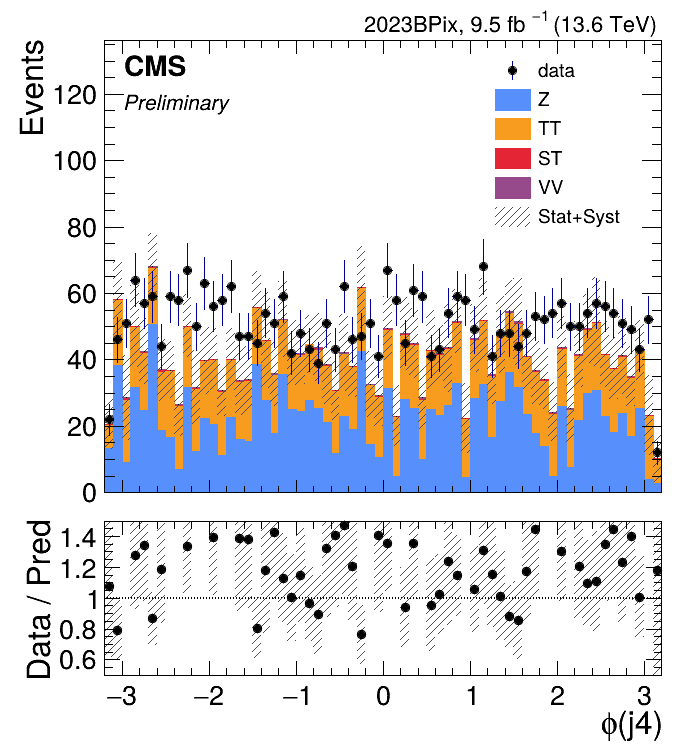 2023BPix, 9.5 fb⁻¹ (13.6 TeV)
CMS
Preliminary
data
Z
TT
ST
VV
Stat+Syst
Events
120
100
80
60
40
20
0
Data / Pred
1.4
1.2
1
0.8
0.6
−3 −2 −1 0 1 2 3
ϕ(j4)